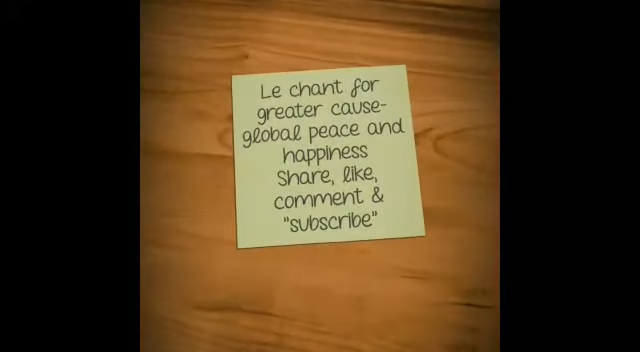 Le chant for
greater cause-
global peace and
happiness
Share, like,
comment &
"subscribe"